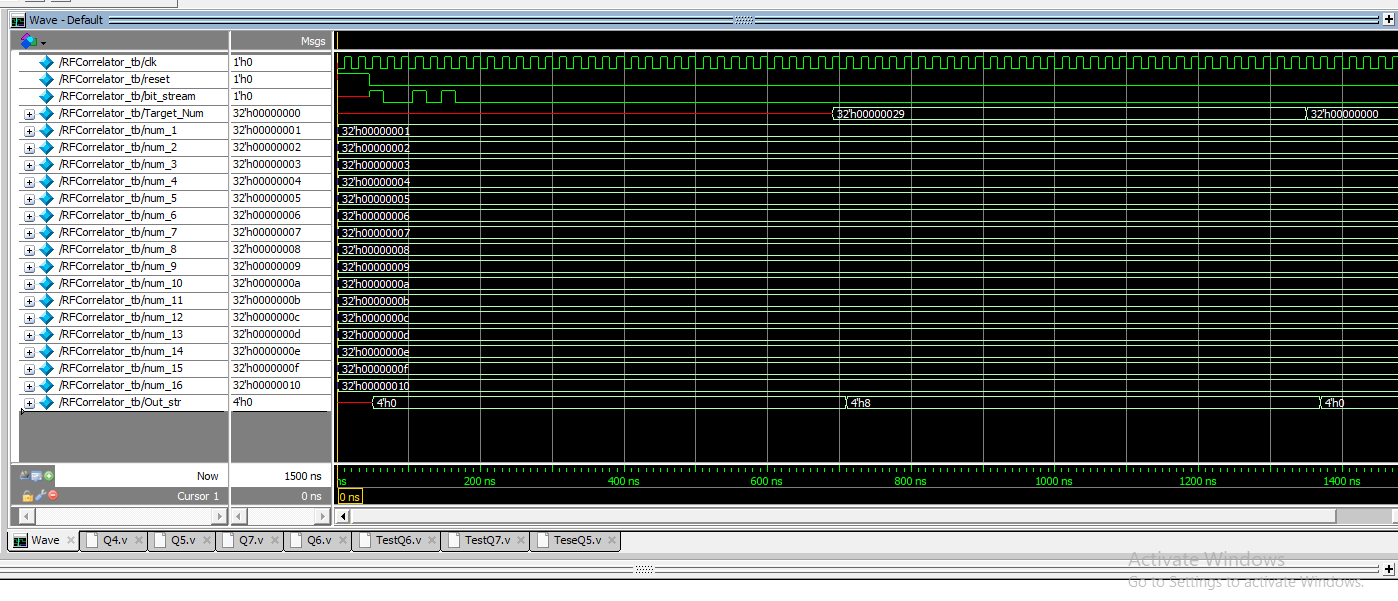 Wave - Default
Msgs
/RFCorrelator_tb/clk 1'h0
/RFCorrelator_tb/reset 1'h0
/RFCorrelator_tb/bit_stream 1'h0
/RFCorrelator_tb/Target_Num 32'h00000000 32'h00000029 32'h00000000
/RFCorrelator_tb/num_1 32'h00000001 32'h00000001
/RFCorrelator_tb/num_2 32'h00000002 32'h00000002
/RFCorrelator_tb/num_3 32'h00000003 32'h00000003
/RFCorrelator_tb/num_4 32'h00000004 32'h00000004
/RFCorrelator_tb/num_5 32'h00000005 32'h00000005
/RFCorrelator_tb/num_6 32'h00000006 32'h00000006
/RFCorrelator_tb/num_7 32'h00000007 32'h00000007
/RFCorrelator_tb/num_8 32'h00000008 32'h00000008
/RFCorrelator_tb/num_9 32'h00000009 32'h00000009
/RFCorrelator_tb/num_10 32'h0000000a 32'h0000000a
/RFCorrelator_tb/num_11 32'h0000000b 32'h0000000b
/RFCorrelator_tb/num_12 32'h0000000c 32'h0000000c
/RFCorrelator_tb/num_13 32'h0000000d 32'h0000000d
/RFCorrelator_tb/num_14 32'h0000000e 32'h0000000e
/RFCorrelator_tb/num_15 32'h0000000f 32'h0000000f
/RFCorrelator_tb/num_16 32'h00000010 32'h00000010
/RFCorrelator_tb/Out_str 4'h0 4'h0 4'h8 4'h0
Now 1500 ns ns 200 ns 400 ns 600 ns 800 ns 1000 ns 1200 ns 1400 ns
Cursor 1 0 ns 0 ns
Wave Q4.v Q5.v Q7.v Q6.v TestQ6.v TestQ7.v TeseQ5.v
Activate Windows
Go to Settings to activate Windows.